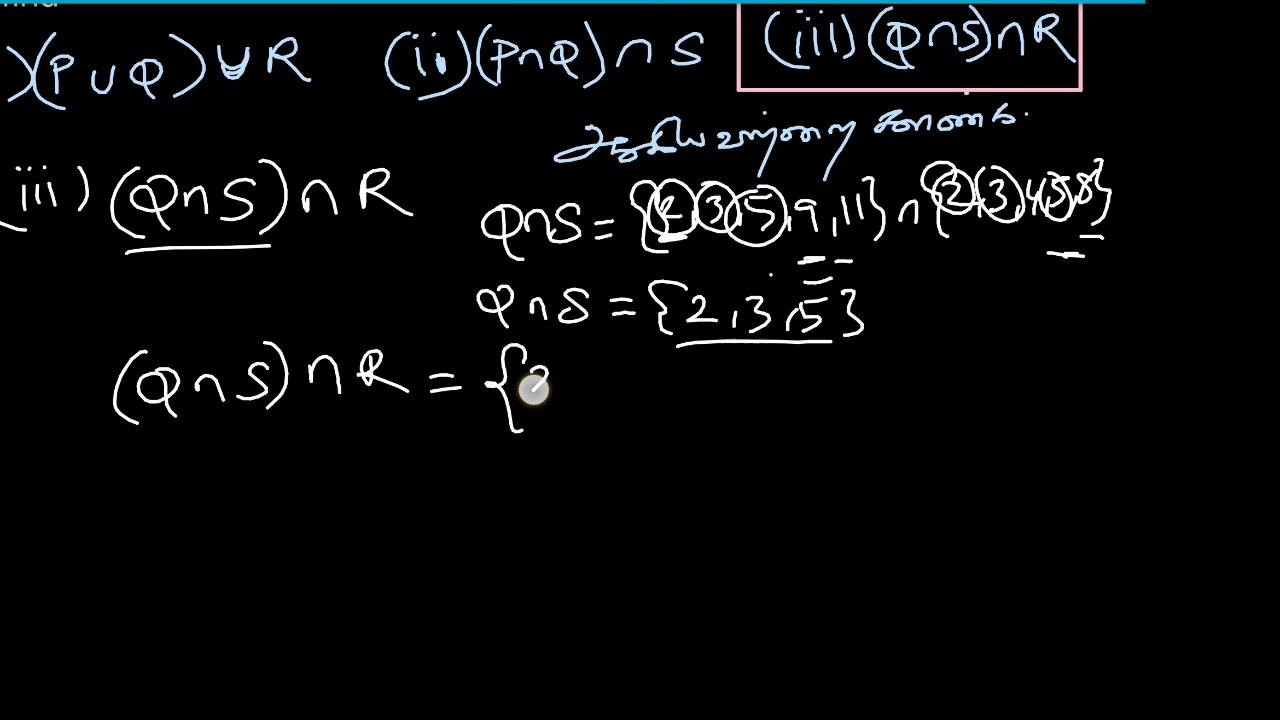 )(P ∪ Q) ∪ R (ii) (P ∩ Q) ∩ S (iii) (Q ∩ S) ∩ R
(iii) (Q ∩ S) ∩ R
Q ∩ S = {2, 3, 5, 9, 11} ∩ {2, 3, 4, 5, 8}
Q ∩ S = {2, 3, 5}
(Q ∩ S) ∩ R = {